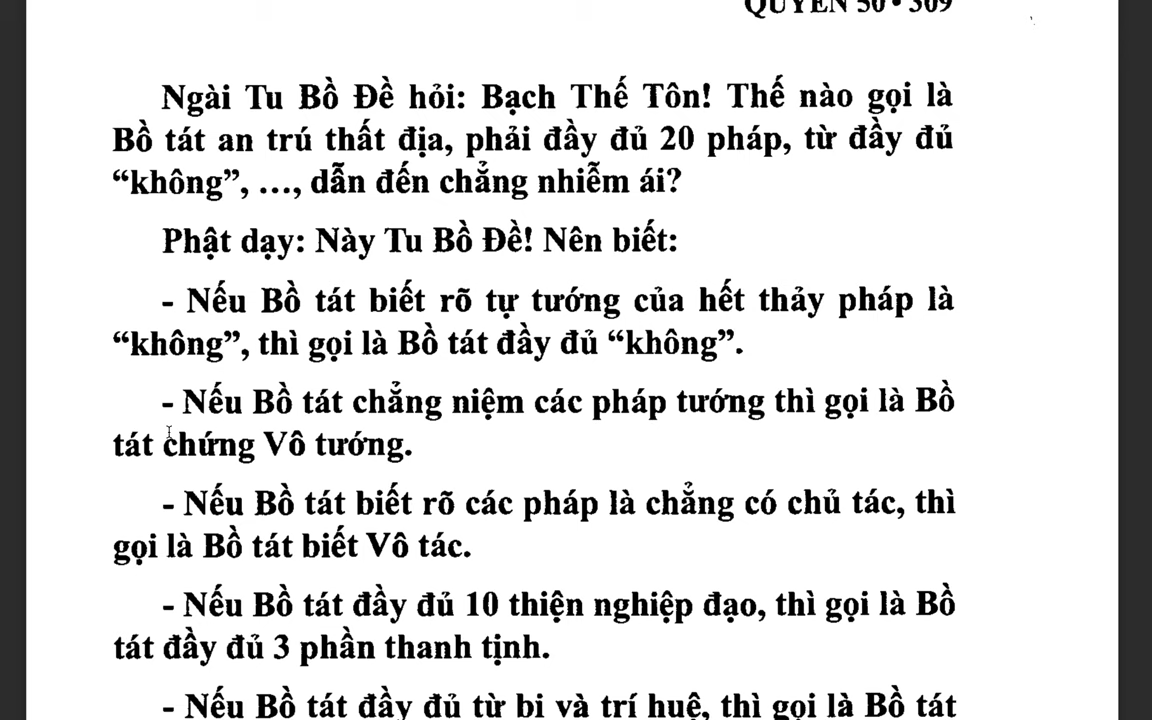 QUYỂN 50 • 309
Ngài Tu Bồ Đề hỏi: Bạch Thế Tôn! Thế nào gọi là
Bồ tát an trú thất địa, phải đầy đủ 20 pháp, từ đầy đủ
“không”, …, dẫn đến chẳng nhiễm ái?
Phật dạy: Này Tu Bồ Đề! Nên biết:
- Nếu Bồ tát biết rõ tự tướng của hết thảy pháp là
“không”, thì gọi là Bồ tát đầy đủ “không”.
- Nếu Bồ tát chẳng niệm các pháp tướng thì gọi là Bồ
tát chứng Vô tướng.
- Nếu Bồ tát biết rõ các pháp là chẳng có chủ tác, thì
gọi là Bồ tát biết Vô tác.
- Nếu Bồ tát đầy đủ 10 thiện nghiệp đạo, thì gọi là Bồ
tát đầy đủ 3 phần thanh tịnh.
- Nếu Bồ tát đầy đủ từ bi và trí huệ, thì gọi là Bồ tát